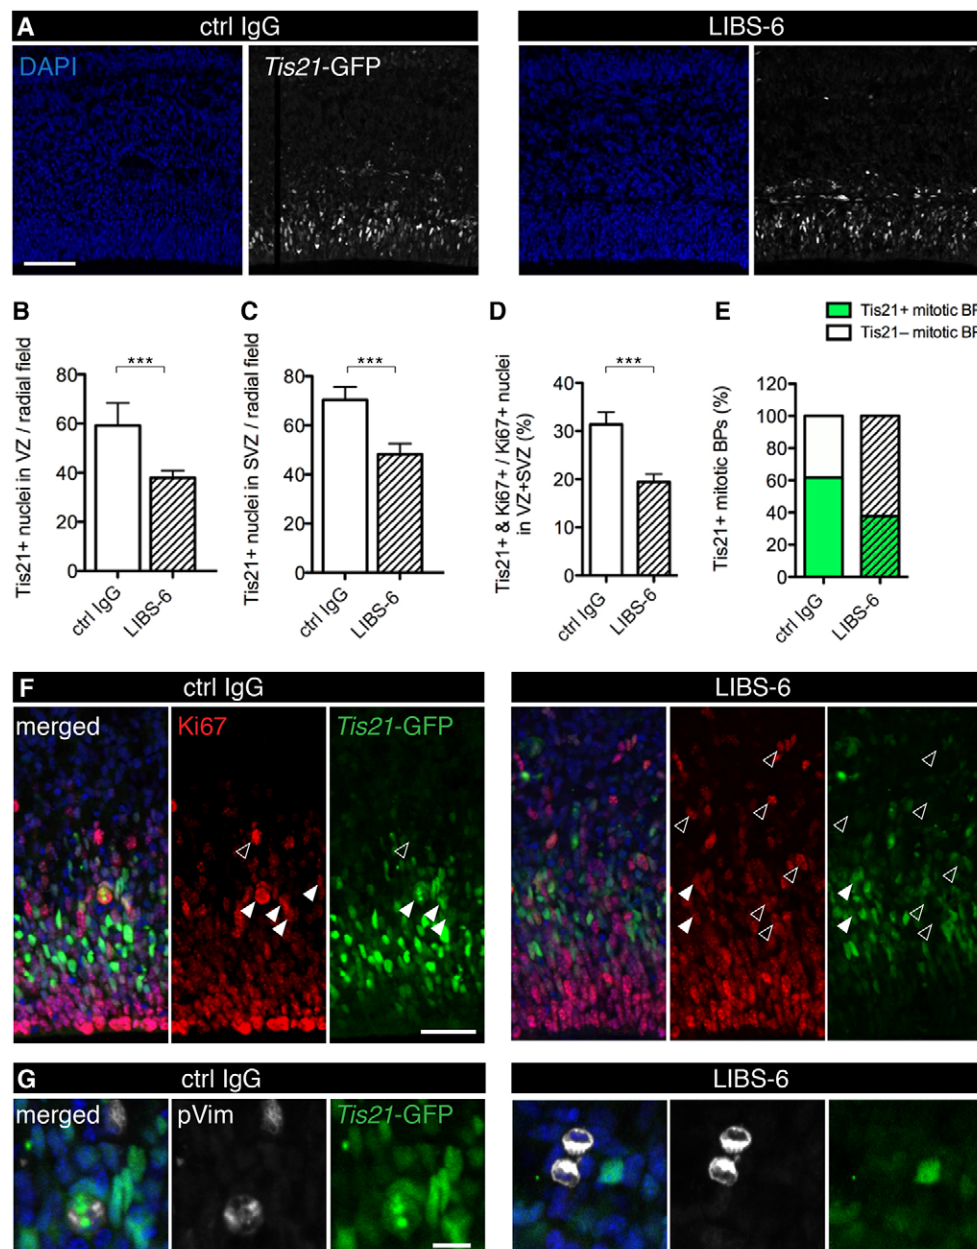 A ctrl IgG LIBS-6
DAPI Tis21-GFP
B C D E
Tis21+ mitotic BP
Tis21– mitotic BP
Tis21+ nuclei in VZ / radial field
***
80
60
40
20
0
ctrl IgG
LIBS-6
Tis21+ nuclei in SVZ / radial field
***
80
60
40
20
0
ctrl IgG
LIBS-6
Tis21+ & Ki67+ / Ki67+ nuclei
in VZ+SVZ (%)
***
40
30
20
10
0
ctrl IgG
LIBS-6
Tis21+ mitotic BPs (%)
120
100
80
60
40
20
0
ctrl IgG
LIBS-6
F ctrl IgG LIBS-6
merged Ki67 Tis21-GFP
G ctrl IgG LIBS-6
merged pVim Tis21-GFP